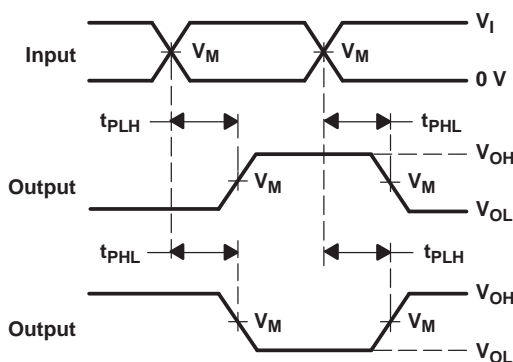 V_I
Input V_M V_M
0 V
t_PLH t_PHL
V_OH
Output V_M V_M
V_OL
t_PHL t_PLH
V_OH
Output V_M V_M
V_OL